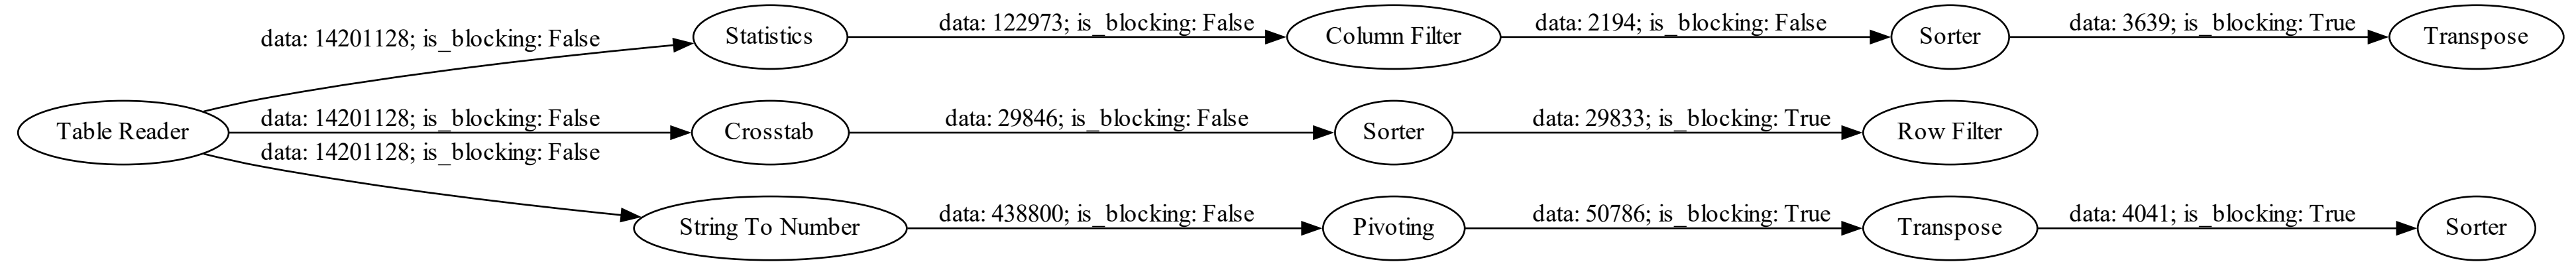 data: 14201128; is_blocking: False
Statistics
data: 122973; is_blocking: False
Column Filter
data: 2194; is_blocking: False
Sorter
data: 3639; is_blocking: True
Transpose
Table Reader
data: 14201128; is_blocking: False
Crosstab
data: 29846; is_blocking: False
Sorter
data: 29833; is_blocking: True
Row Filter
data: 14201128; is_blocking: False
String To Number
data: 438800; is_blocking: False
Pivoting
data: 50786; is_blocking: True
Transpose
data: 4041; is_blocking: True
Sorter